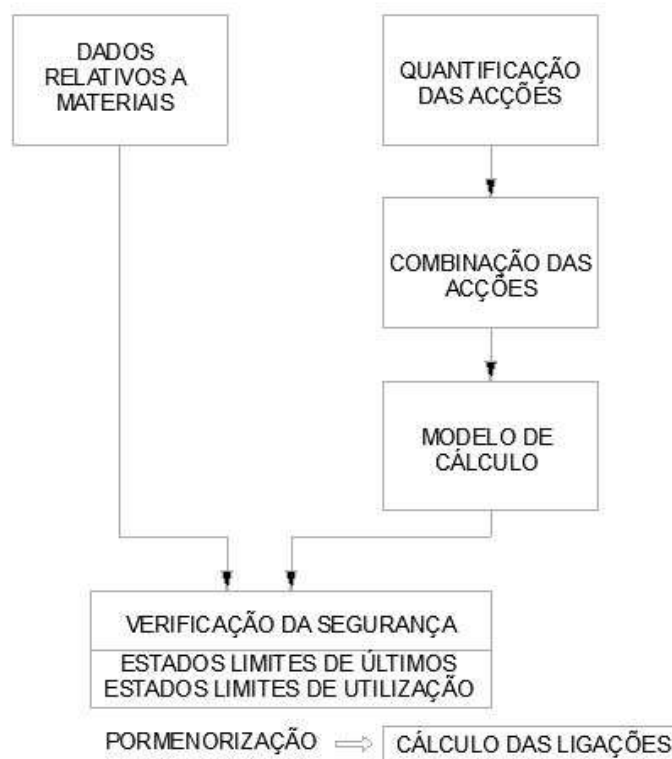 DADOS
RELATIVOS A
MATERIAIS
QUANTIFICAÇÃO
DAS ACÇÕES
COMBINAÇÃO DAS
ACÇÕES
MODELO DE
CÁLCULO
VERIFICAÇÃO DA SEGURANÇA
ESTADOS LIMITES DE ÚLTIMOS
ESTADOS LIMITES DE UTILIZAÇÃO
PORMENORIZAÇÃO
CÁLCULO DAS LIGAÇÕES